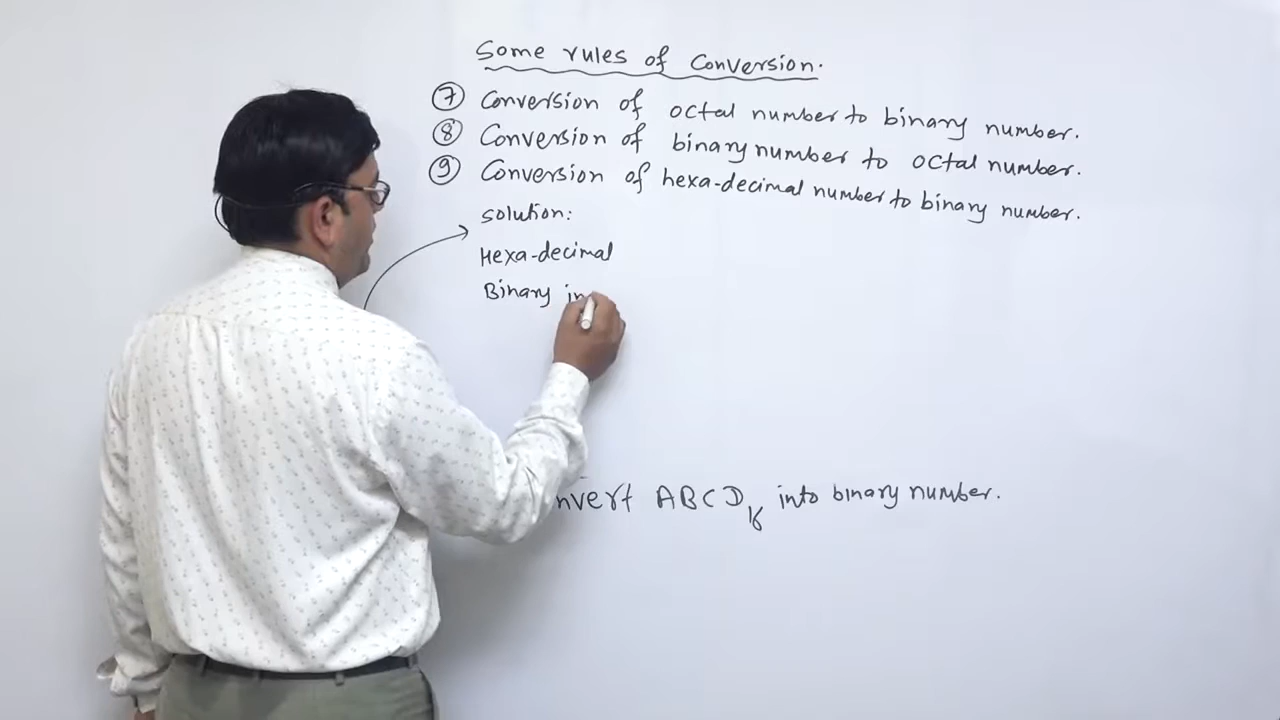 Some rules of Conversion.
⑦ Conversion of octal number to binary number.
⑧ Conversion of binary number to octal number.
⑨ Conversion of hexa-decimal number to binary number.
Solution:
Hexa-decimal
Binary in
nvert ABCD₁₆ into binary number.